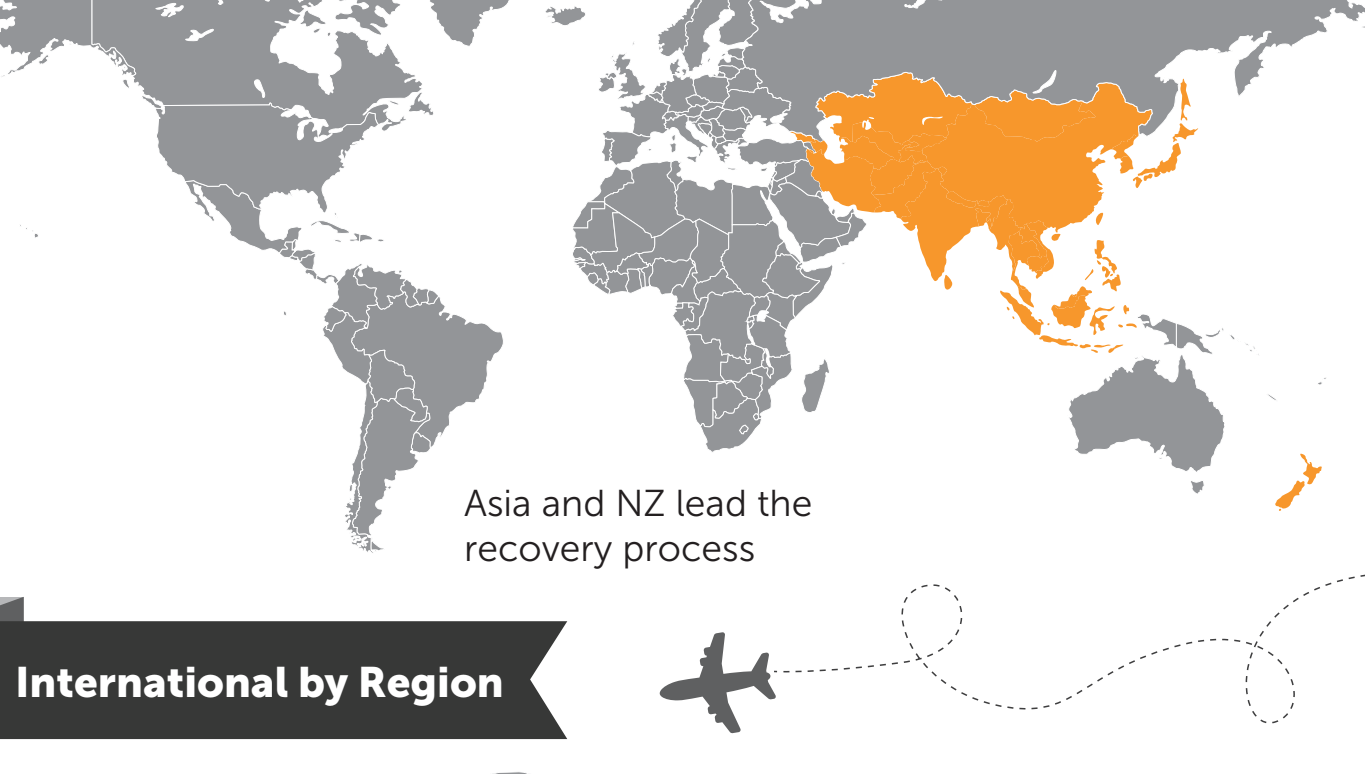 Asia and NZ lead the
recovery process
International by Region